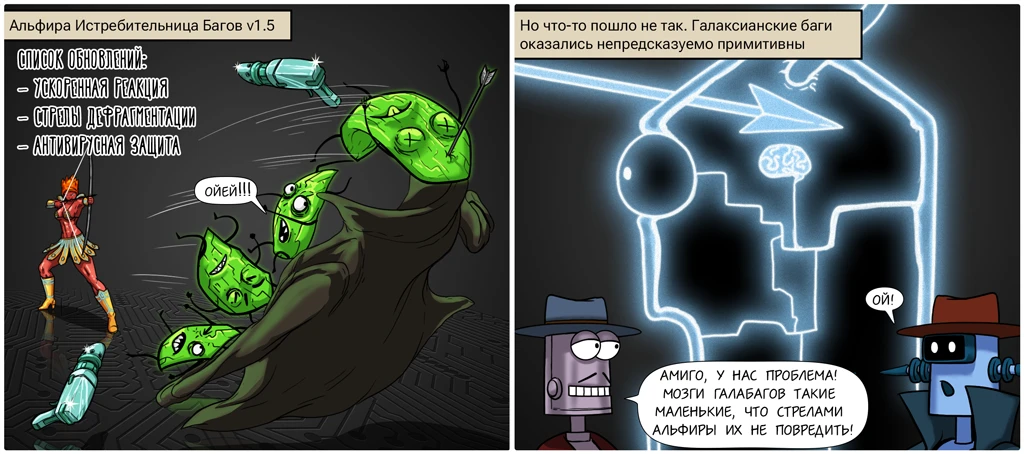 Альфира Истребительница Багов v1.5
СПИСОК ОБНОВЛЕНИЙ:
- УСКОРЕННАЯ РЕАКЦИЯ
- СТРЕЛЫ ДЕФРАГМЕНТАЦИИ
- АНТИВИРУСНАЯ ЗАЩИТА
ОЙЕЙ!!!
Но что-то пошло не так. Галаксианские баги
оказались непредсказуемо примитивны
ОЙ!
АМИГО, У НАС ПРОБЛЕМА!
МОЗГИ ГАЛАБАГОВ ТАКИЕ
МАЛЕНЬКИЕ, ЧТО СТРЕЛАМИ
АЛЬФИРЫ ИХ НЕ ПОВРЕДИТЬ!